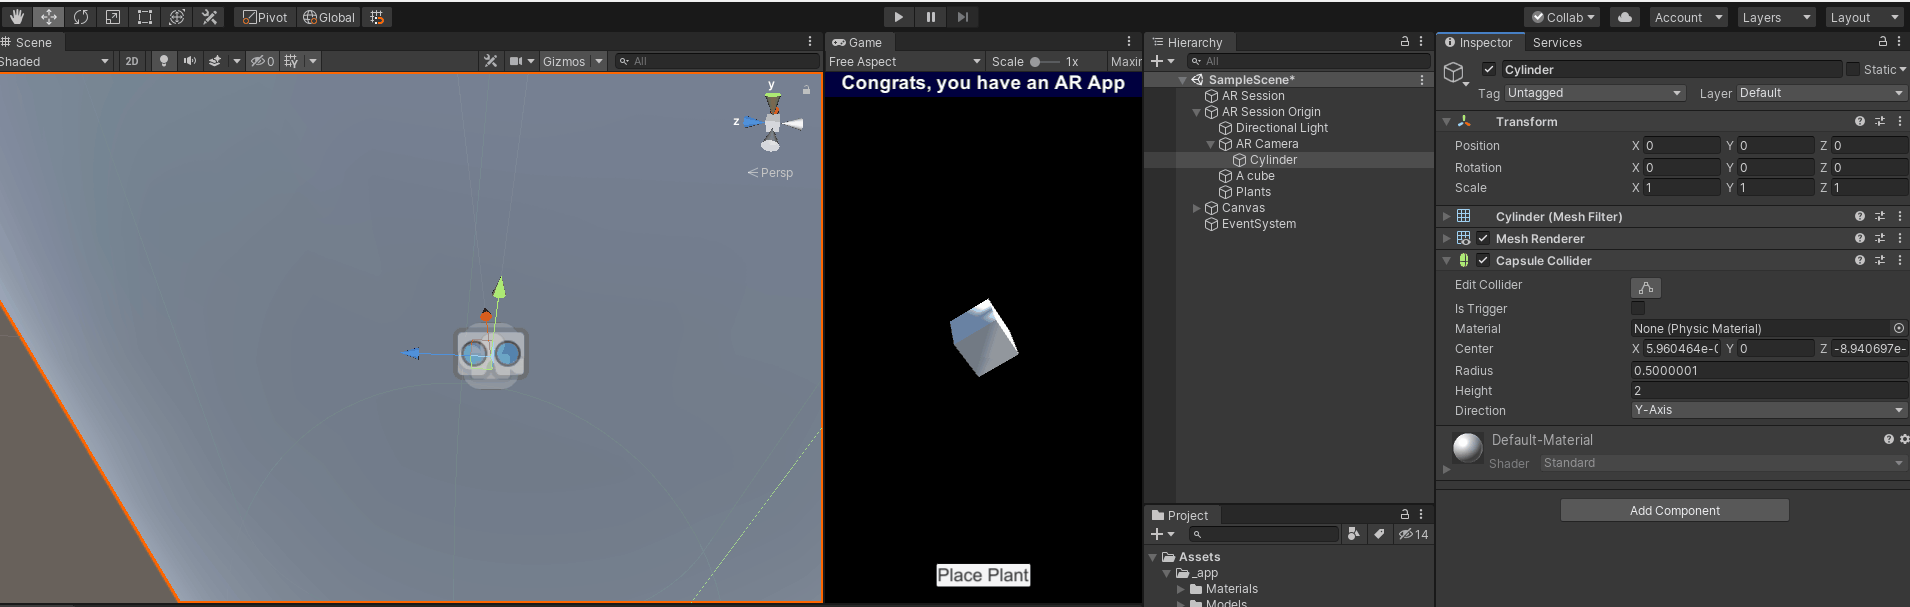 Pivot
Global
Collab
Account
Layers
Layout
Scene
Shaded
2D
0
Gizmos
All
y
z
Persp
Game
Free Aspect
Scale
1x
Maxir
Congrats, you have an AR App
Place Plant
Hierarchy
All
SampleScene*
AR Session
AR Session Origin
Directional Light
AR Camera
Cylinder
A cube
Plants
Canvas
EventSystem
Project
14
Assets
_app
Materials
Models
Inspector
Services
Cylinder
Static
Tag Untagged
Layer Default
Transform
Position X 0 Y 0 Z 0
Rotation X 0 Y 0 Z 0
Scale X 1 Y 1 Z 1
Cylinder (Mesh Filter)
Mesh Renderer
Capsule Collider
Edit Collider
Is Trigger
Material None (Physic Material)
Center X 5.960464e-0 Y 0 Z -8.940697e-
Radius 0.5000001
Height 2
Direction Y-Axis
Default-Material
Shader Standard
Add Component